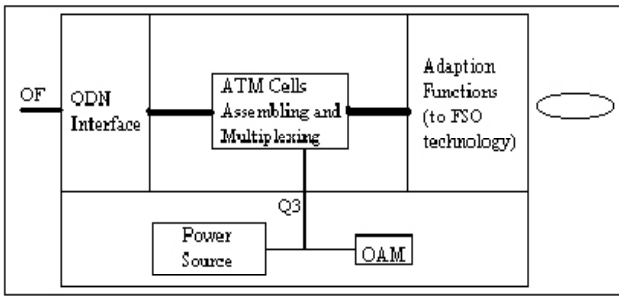 OF
ODN
Interface
ATM Cells
Assembling and
Multiplexing
Adaption
Functions
(to FSO
technology)
Q3
Power
Source
OAM